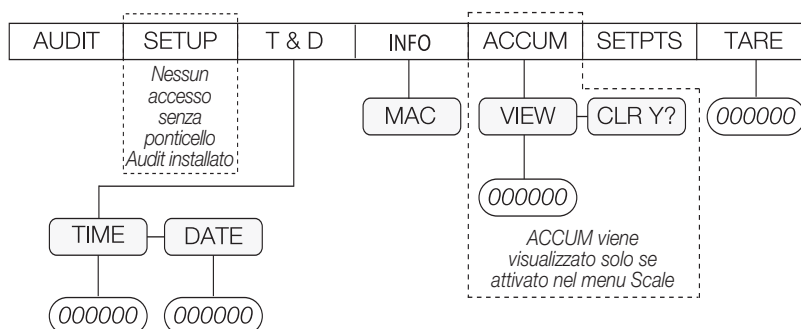 AUDIT SETUP T & D INFO ACCUM SETPTS TARE
Nessun
accesso
senza
ponticello
Audit installato
MAC VIEW CLR Y? 000000
000000
TIME DATE
ACCUM viene
visualizzato solo se
attivato nel menu Scale
000000 000000